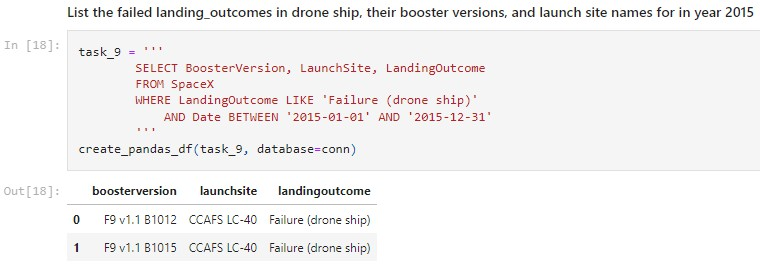 List the failed landing_outcomes in drone ship, their booster versions, and launch site names for in year 2015
In [18]: task_9 = '''
SELECT BoosterVersion, LaunchSite, LandingOutcome
FROM SpaceX
WHERE LandingOutcome LIKE 'Failure (drone ship)'
AND Date BETWEEN '2015-01-01' AND '2015-12-31'
'''
create_pandas_df(task_9, database=conn)
Out[18]: boosterversion launchsite landingoutcome
0 F9 v1.1 B1012 CCAFS LC-40 Failure (drone ship)
1 F9 v1.1 B1015 CCAFS LC-40 Failure (drone ship)